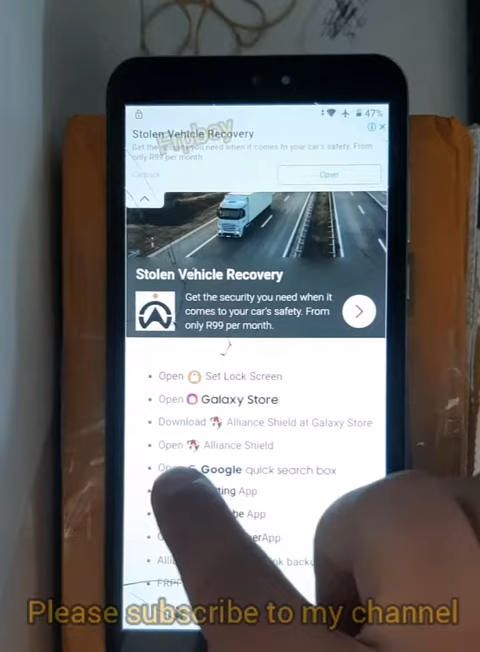 47%
Stolen Vehicle Recovery
Frpboy
Get the security you need when it comes to your car's safety. From
only R99 per month
Cartrack
Open
Stolen Vehicle Recovery
Get the security you need when it
comes to your car's safety. From
only R99 per month.
Open Set Lock Screen
Open Galaxy Store
Download Alliance Shield at Galaxy Store
Open Alliance Shield
Google quick search box
App
App
Please subscribe to my channel